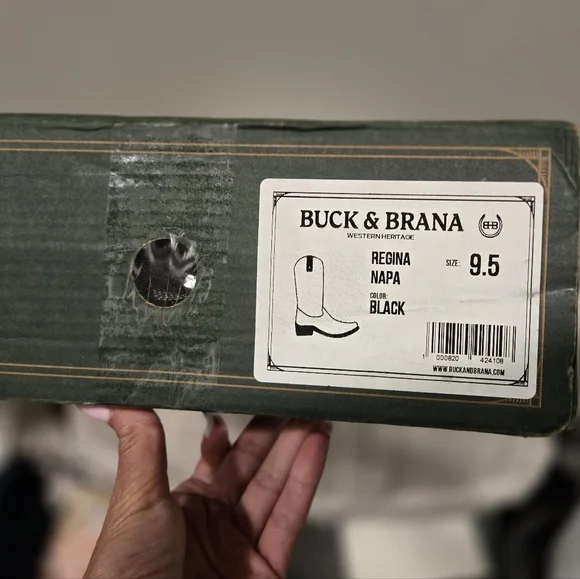 BUCK & BRANA
WESTERN HERITAGE
REGINA
NAPA
SIZE: 9.5
COLOR:
BLACK
1 000820 424108
WWW.BUCKANDBRANA.COM